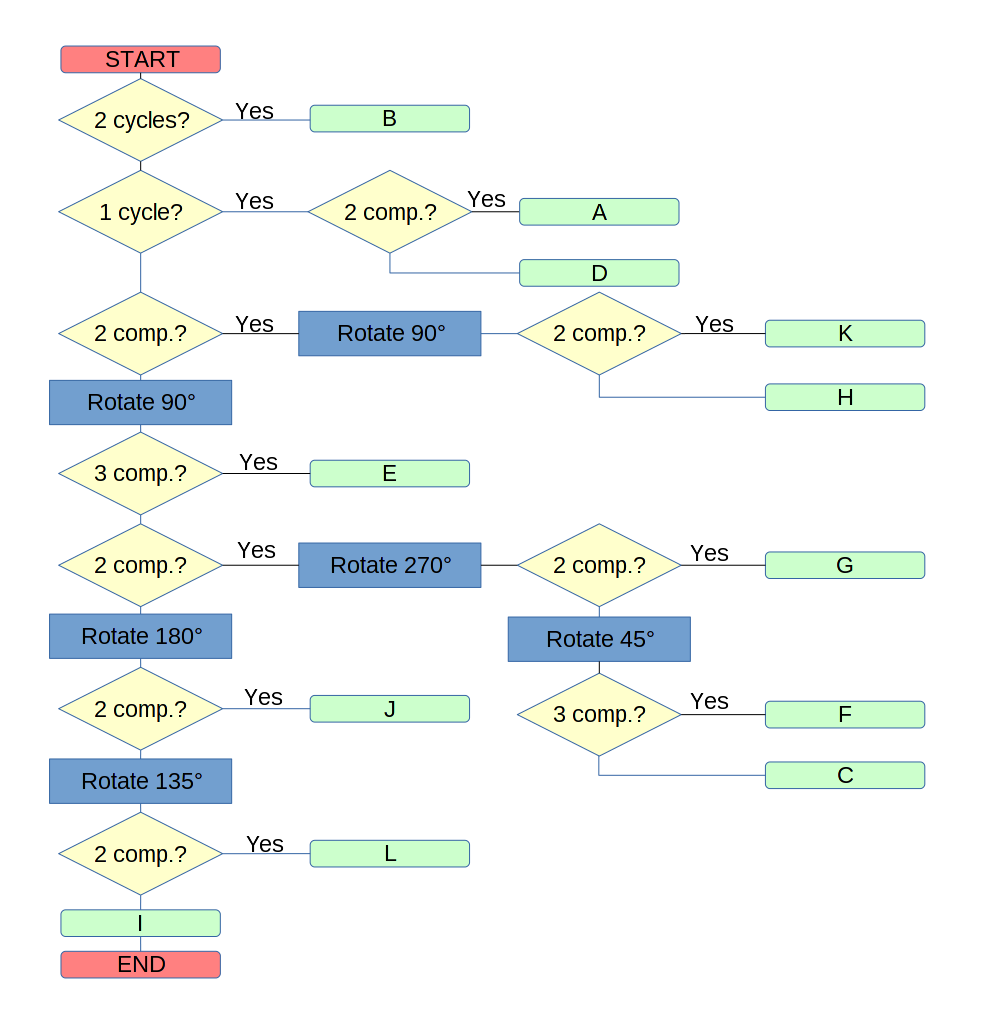 START
2 cycles?
Yes
B
1 cycle?
Yes
2 comp.?
Yes
A
D
2 comp.?
Yes
Rotate 90°
2 comp.?
Yes
K
H
Rotate 90°
3 comp.?
Yes
E
2 comp.?
Yes
Rotate 270°
2 comp.?
Yes
G
Rotate 180°
Rotate 45°
2 comp.?
Yes
J
3 comp.?
Yes
F
C
Rotate 135°
2 comp.?
Yes
L
I
END